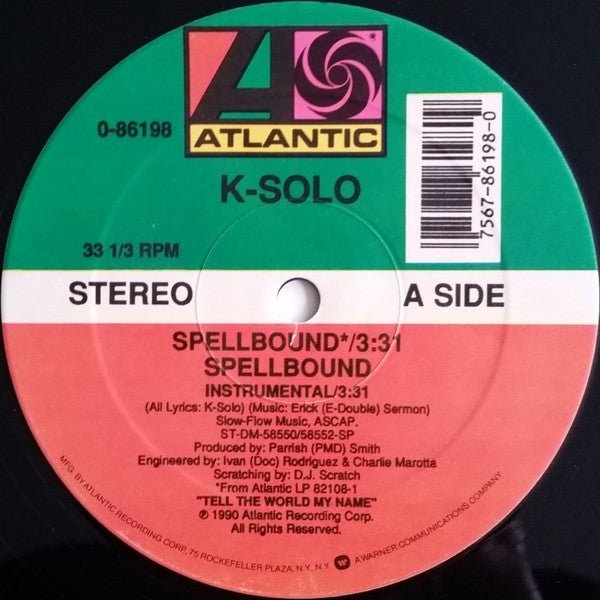 A
ATLANTIC
0-86198
K-SOLO
7567-86198-0
33 1/3 RPM
STEREO
A SIDE
SPELLBOUND*/3:31
SPELLBOUND
INSTRUMENTAL/3:31
(All Lyrics: K-Solo) (Music: Erick (E-Double) Sermon)
Slow-Flow Music, ASCAP.
ST-DM-58550/58552-SP
Produced by: Parrish (PMD) Smith
Engineered by: Ivan (Doc) Rodriguez & Charlie Marotta
Scratching by: D.J. Scratch
*From Atlantic LP 82108-1
"TELL THE WORLD MY NAME"
℗ 1990 Atlantic Recording Corp.
All Rights Reserved.
MFG. BY ATLANTIC RECORDING CORP. 75 ROCKEFELLER PLAZA, N.Y., N.Y. A WARNER COMMUNICATIONS COMPANY